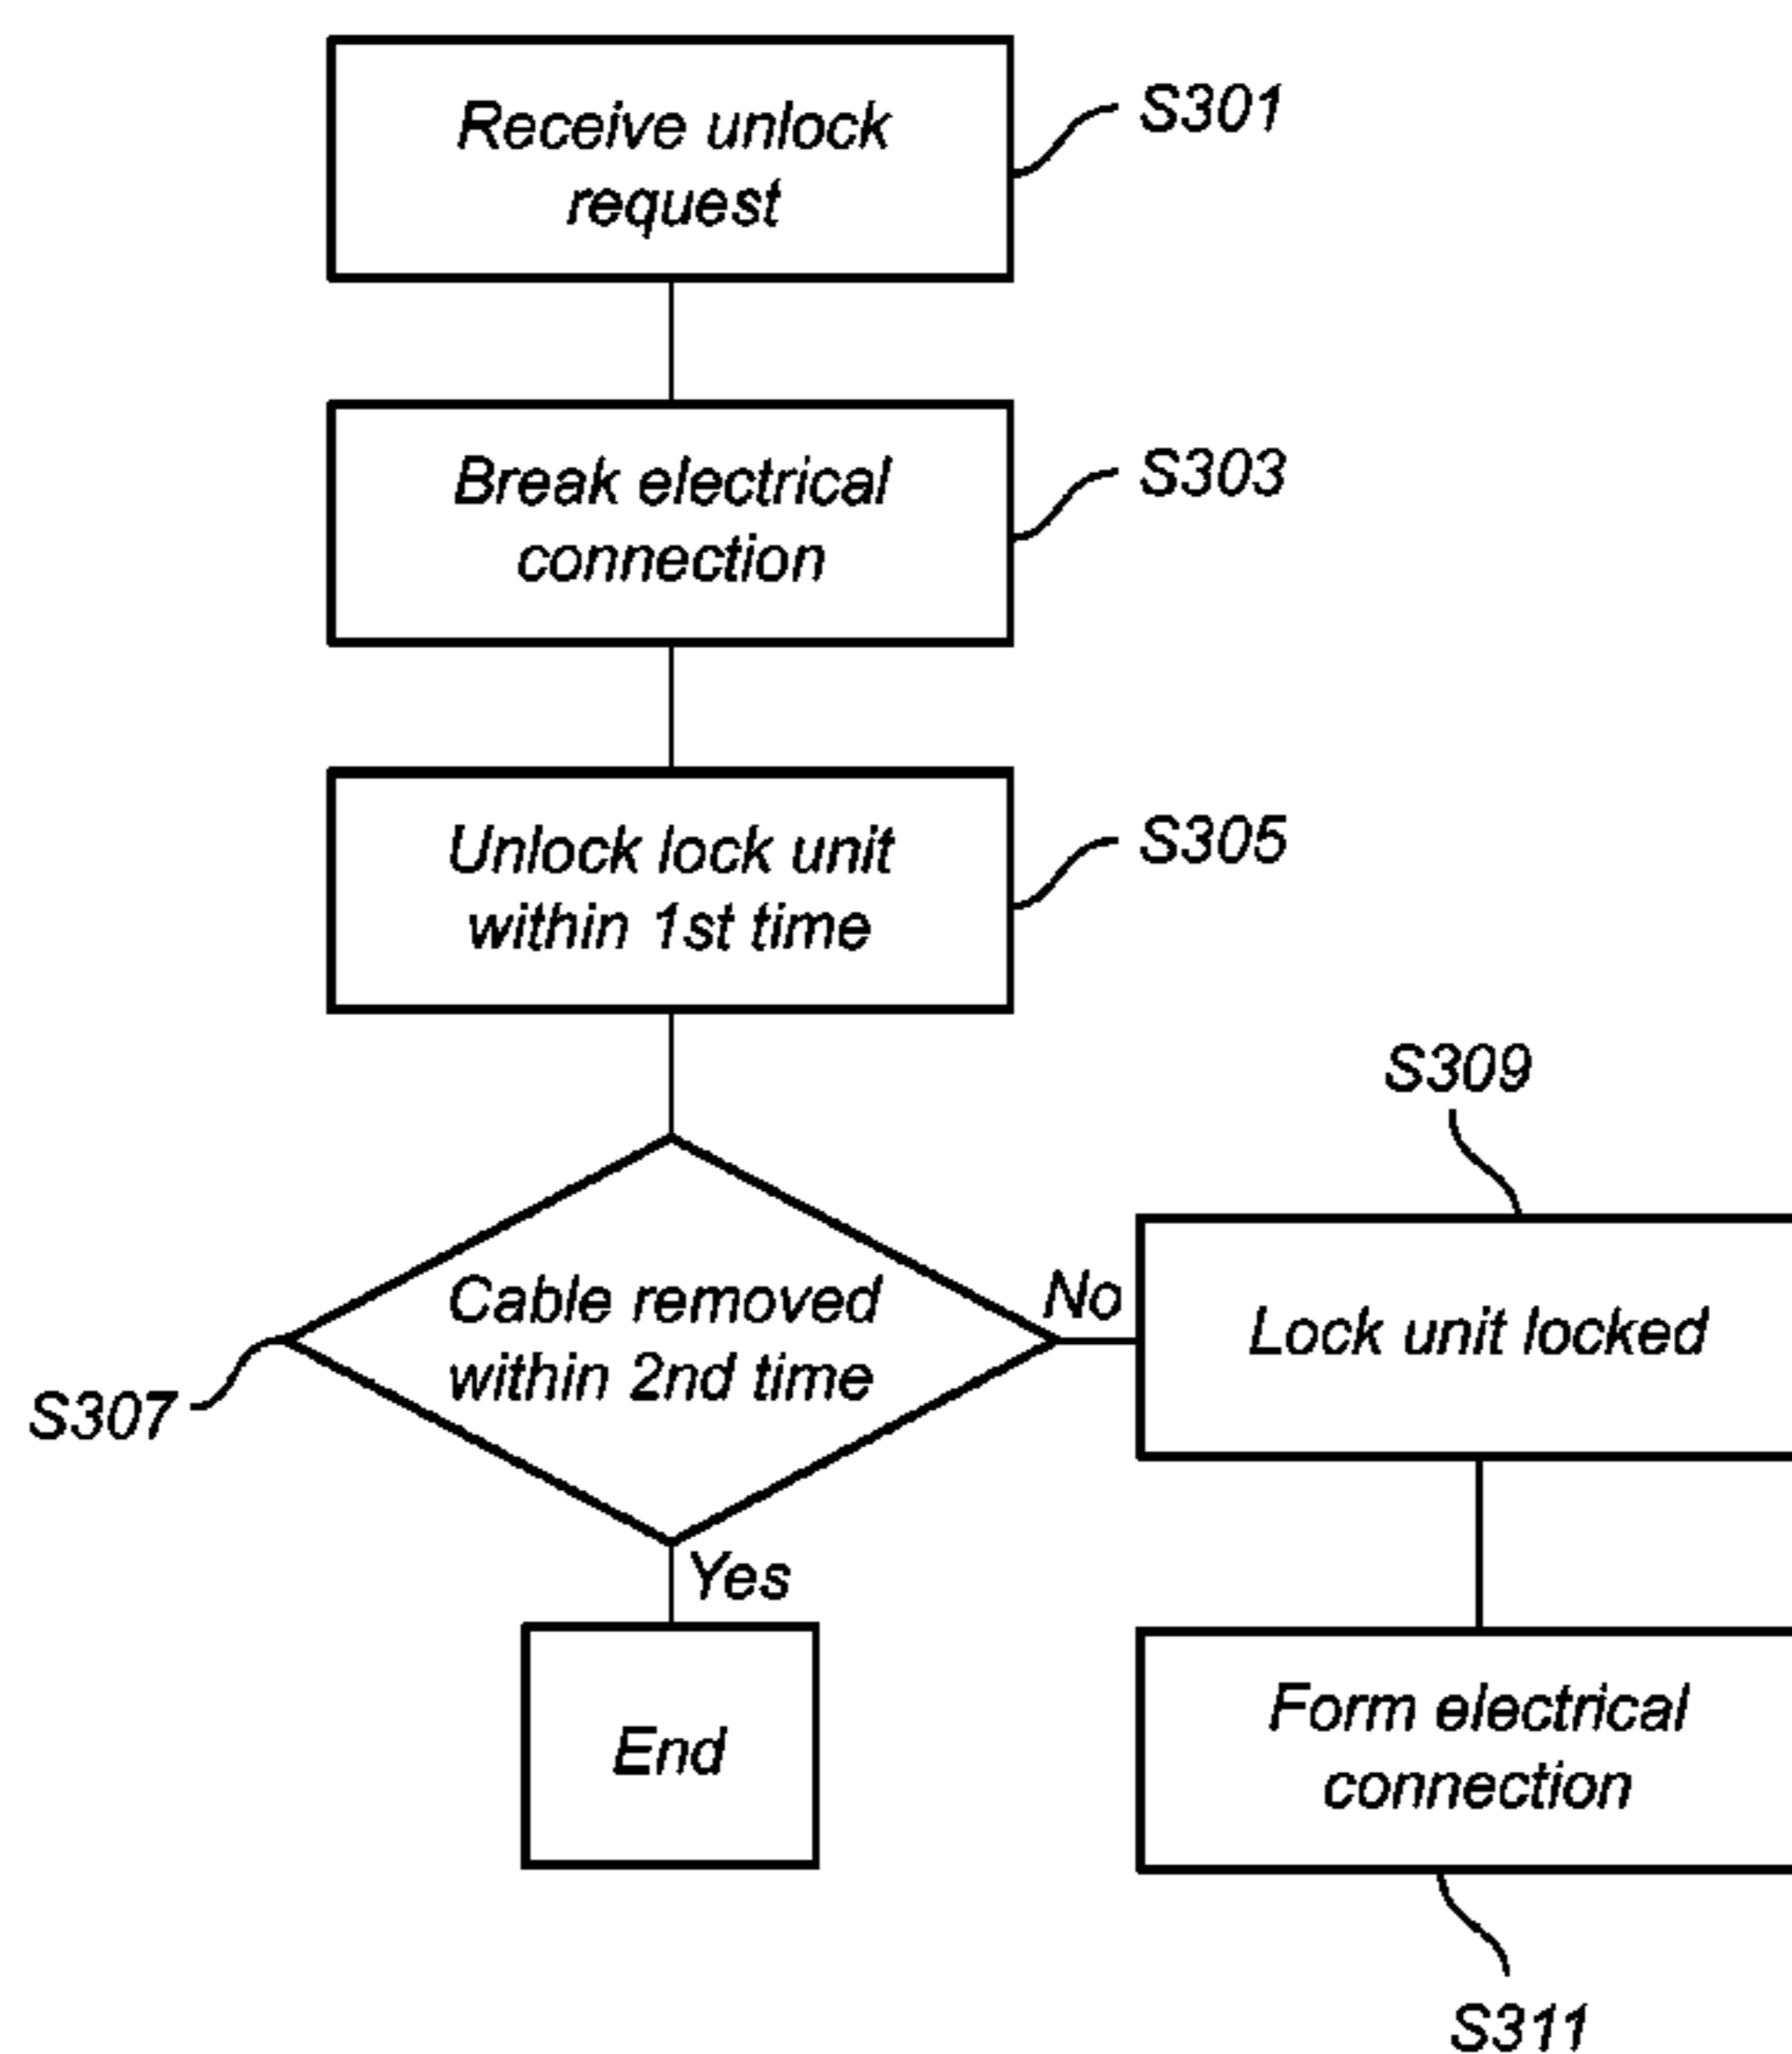 Receive unlock
request
S301
Break electrical
connection
S303
Unlock lock unit
within 1st time
S305
Cable removed
within 2nd time
S307
No
Yes
End
S309
Lock unit locked
Form electrical
connection
S311